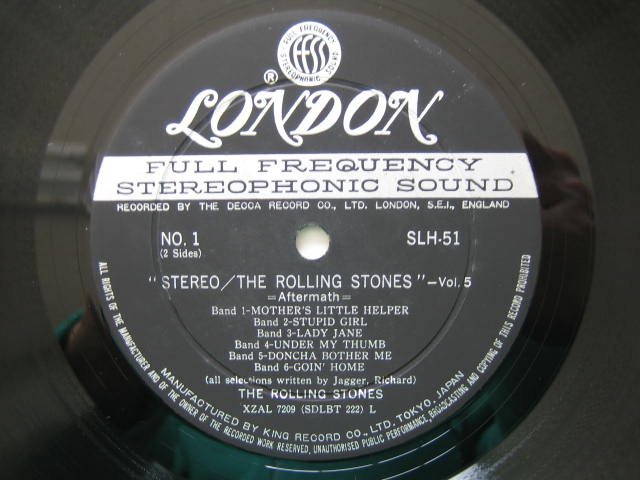 FULL FREQUENCY
ffss
STEREOPHONIC SOUND
®
LONDON
FULL FREQUENCY
STEREOPHONIC SOUND
RECORDED BY THE DECCA RECORD CO., LTD. LONDON, S.E.I., ENGLAND
NO. 1
(2 Sides)
SLH-51
"STEREO/THE ROLLING STONES"-Vol. 5
=Aftermath=
Band 1-MOTHER'S LITTLE HELPER
Band 2-STUPID GIRL
Band 3-LADY JANE
Band 4-UNDER MY THUMB
Band 5-DONCHA BOTHER ME
Band 6-GOIN' HOME
(all selections written by Jagger, Richard)
THE ROLLING STONES
XZAL 7209 (SDLBT 222) L
MANUFACTURED BY KING RECORD CO., LTD. TOKYO, JAPAN
ALL RIGHTS OF THE MANUFACTURER AND OF THE OWNER OF THE RECORDED WORK RESERVED, UNAUTHORISED PUBLIC PERFORMANCE, BROADCASTING AND COPYING OF THIS RECORD PROHIBITED